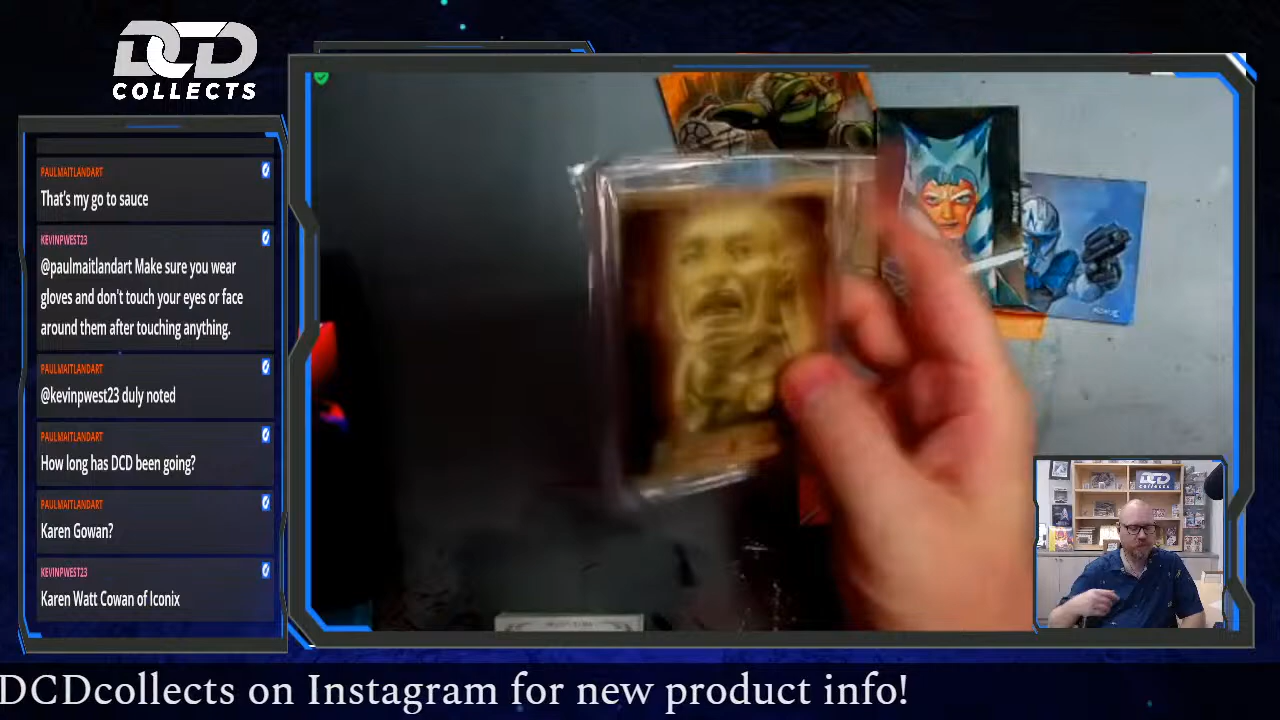 DCD
COLLECTS
PAULMAITLANDART
That's my go to sauce
KEVINPWEST23
@paulmaitlandart Make sure you wear
gloves and don't touch your eyes or face
around them after touching anything.
PAULMAITLANDART
@kevinpwest23 duly noted
PAULMAITLANDART
How long has DCD been going?
PAULMAITLANDART
Karen Gowan?
KEVINPWEST23
Karen Watt Cowan of Iconix
DCD
COLLECTS
DCDcollects on Instagram for new product info!